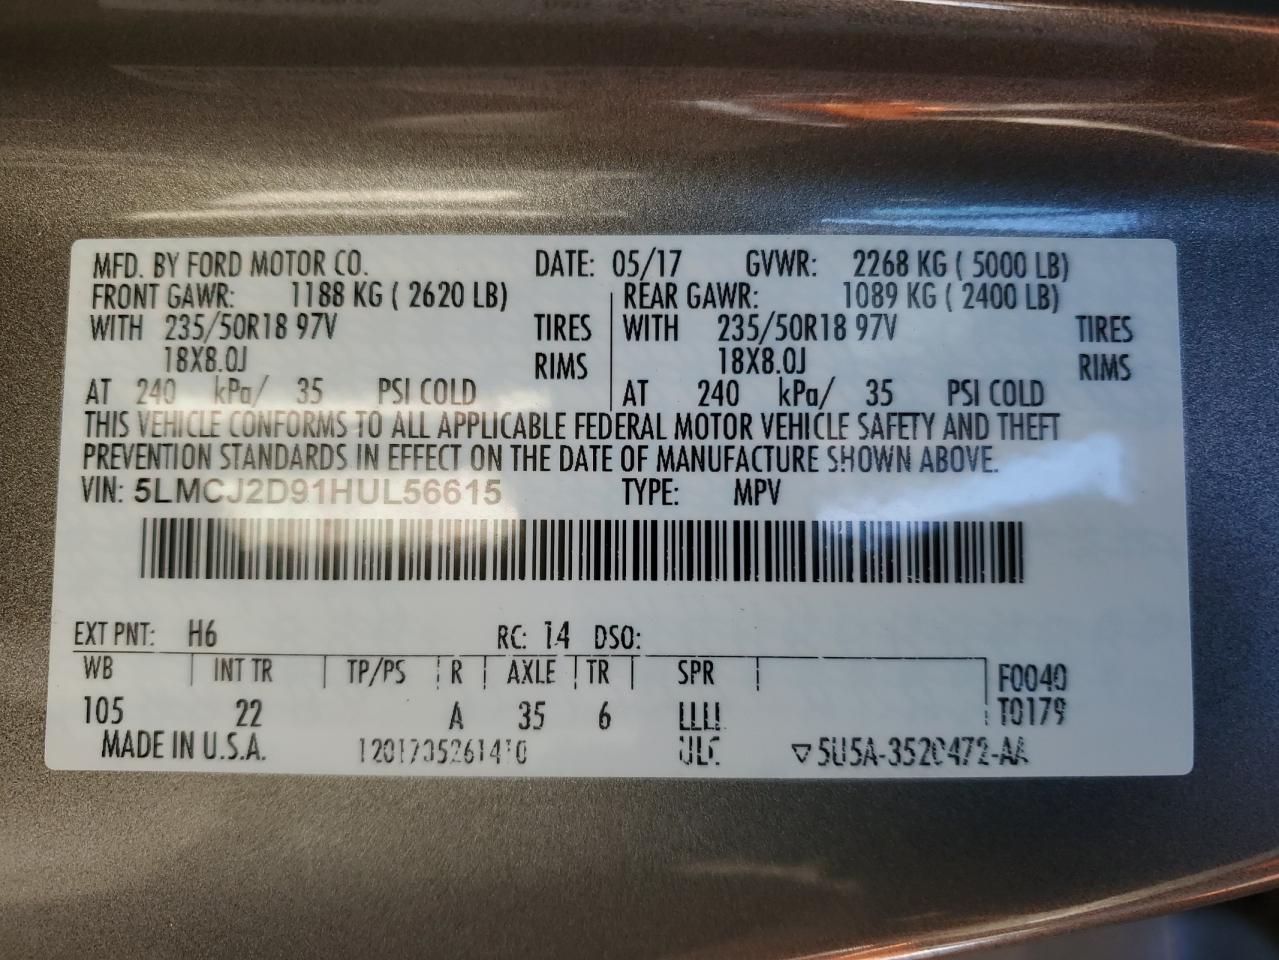 MFD. BY FORD MOTOR CO. DATE: 05/17 GVWR: 2268 KG ( 5000 LB)
FRONT GAWR: 1188 KG ( 2620 LB) REAR GAWR: 1089 KG ( 2400 LB)
WITH 235/50R18 97V TIRES WITH 235/50R18 97V TIRES
18X8.0J RIMS 18X8.0J RIMS
AT 240 kPa/ 35 PSI COLD AT 240 kPa/ 35 PSI COLD
THIS VEHICLE CONFORMS TO ALL APPLICABLE FEDERAL MOTOR VEHICLE SAFETY AND THEFT
PREVENTION STANDARDS IN EFFECT ON THE DATE OF MANUFACTURE SHOWN ABOVE.
VIN: 5LMCJ2D91HUL56615 TYPE: MPV
EXT PNT: H6 RC: 14 DSO:
WB INT TR TP/PS R AXLE TR SPR F0040
105 22 A 35 6 LLLL T0179
MADE IN U.S.A. 5U5A-3520472-AA